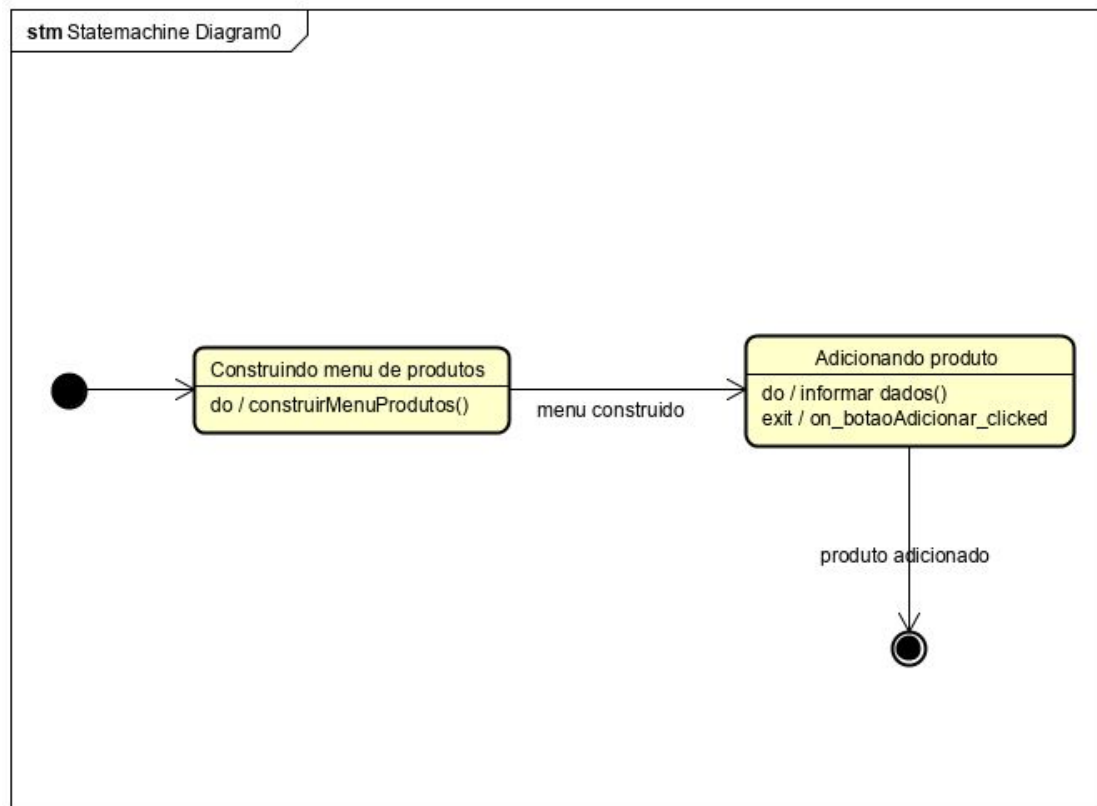 stm Statemachine Diagram0
Construindo menu de produtos
do / construirMenuProdutos()
menu construido
Adicionando produto
do / informar dados()
exit / on_botaoAdicionar_clicked
produto adicionado